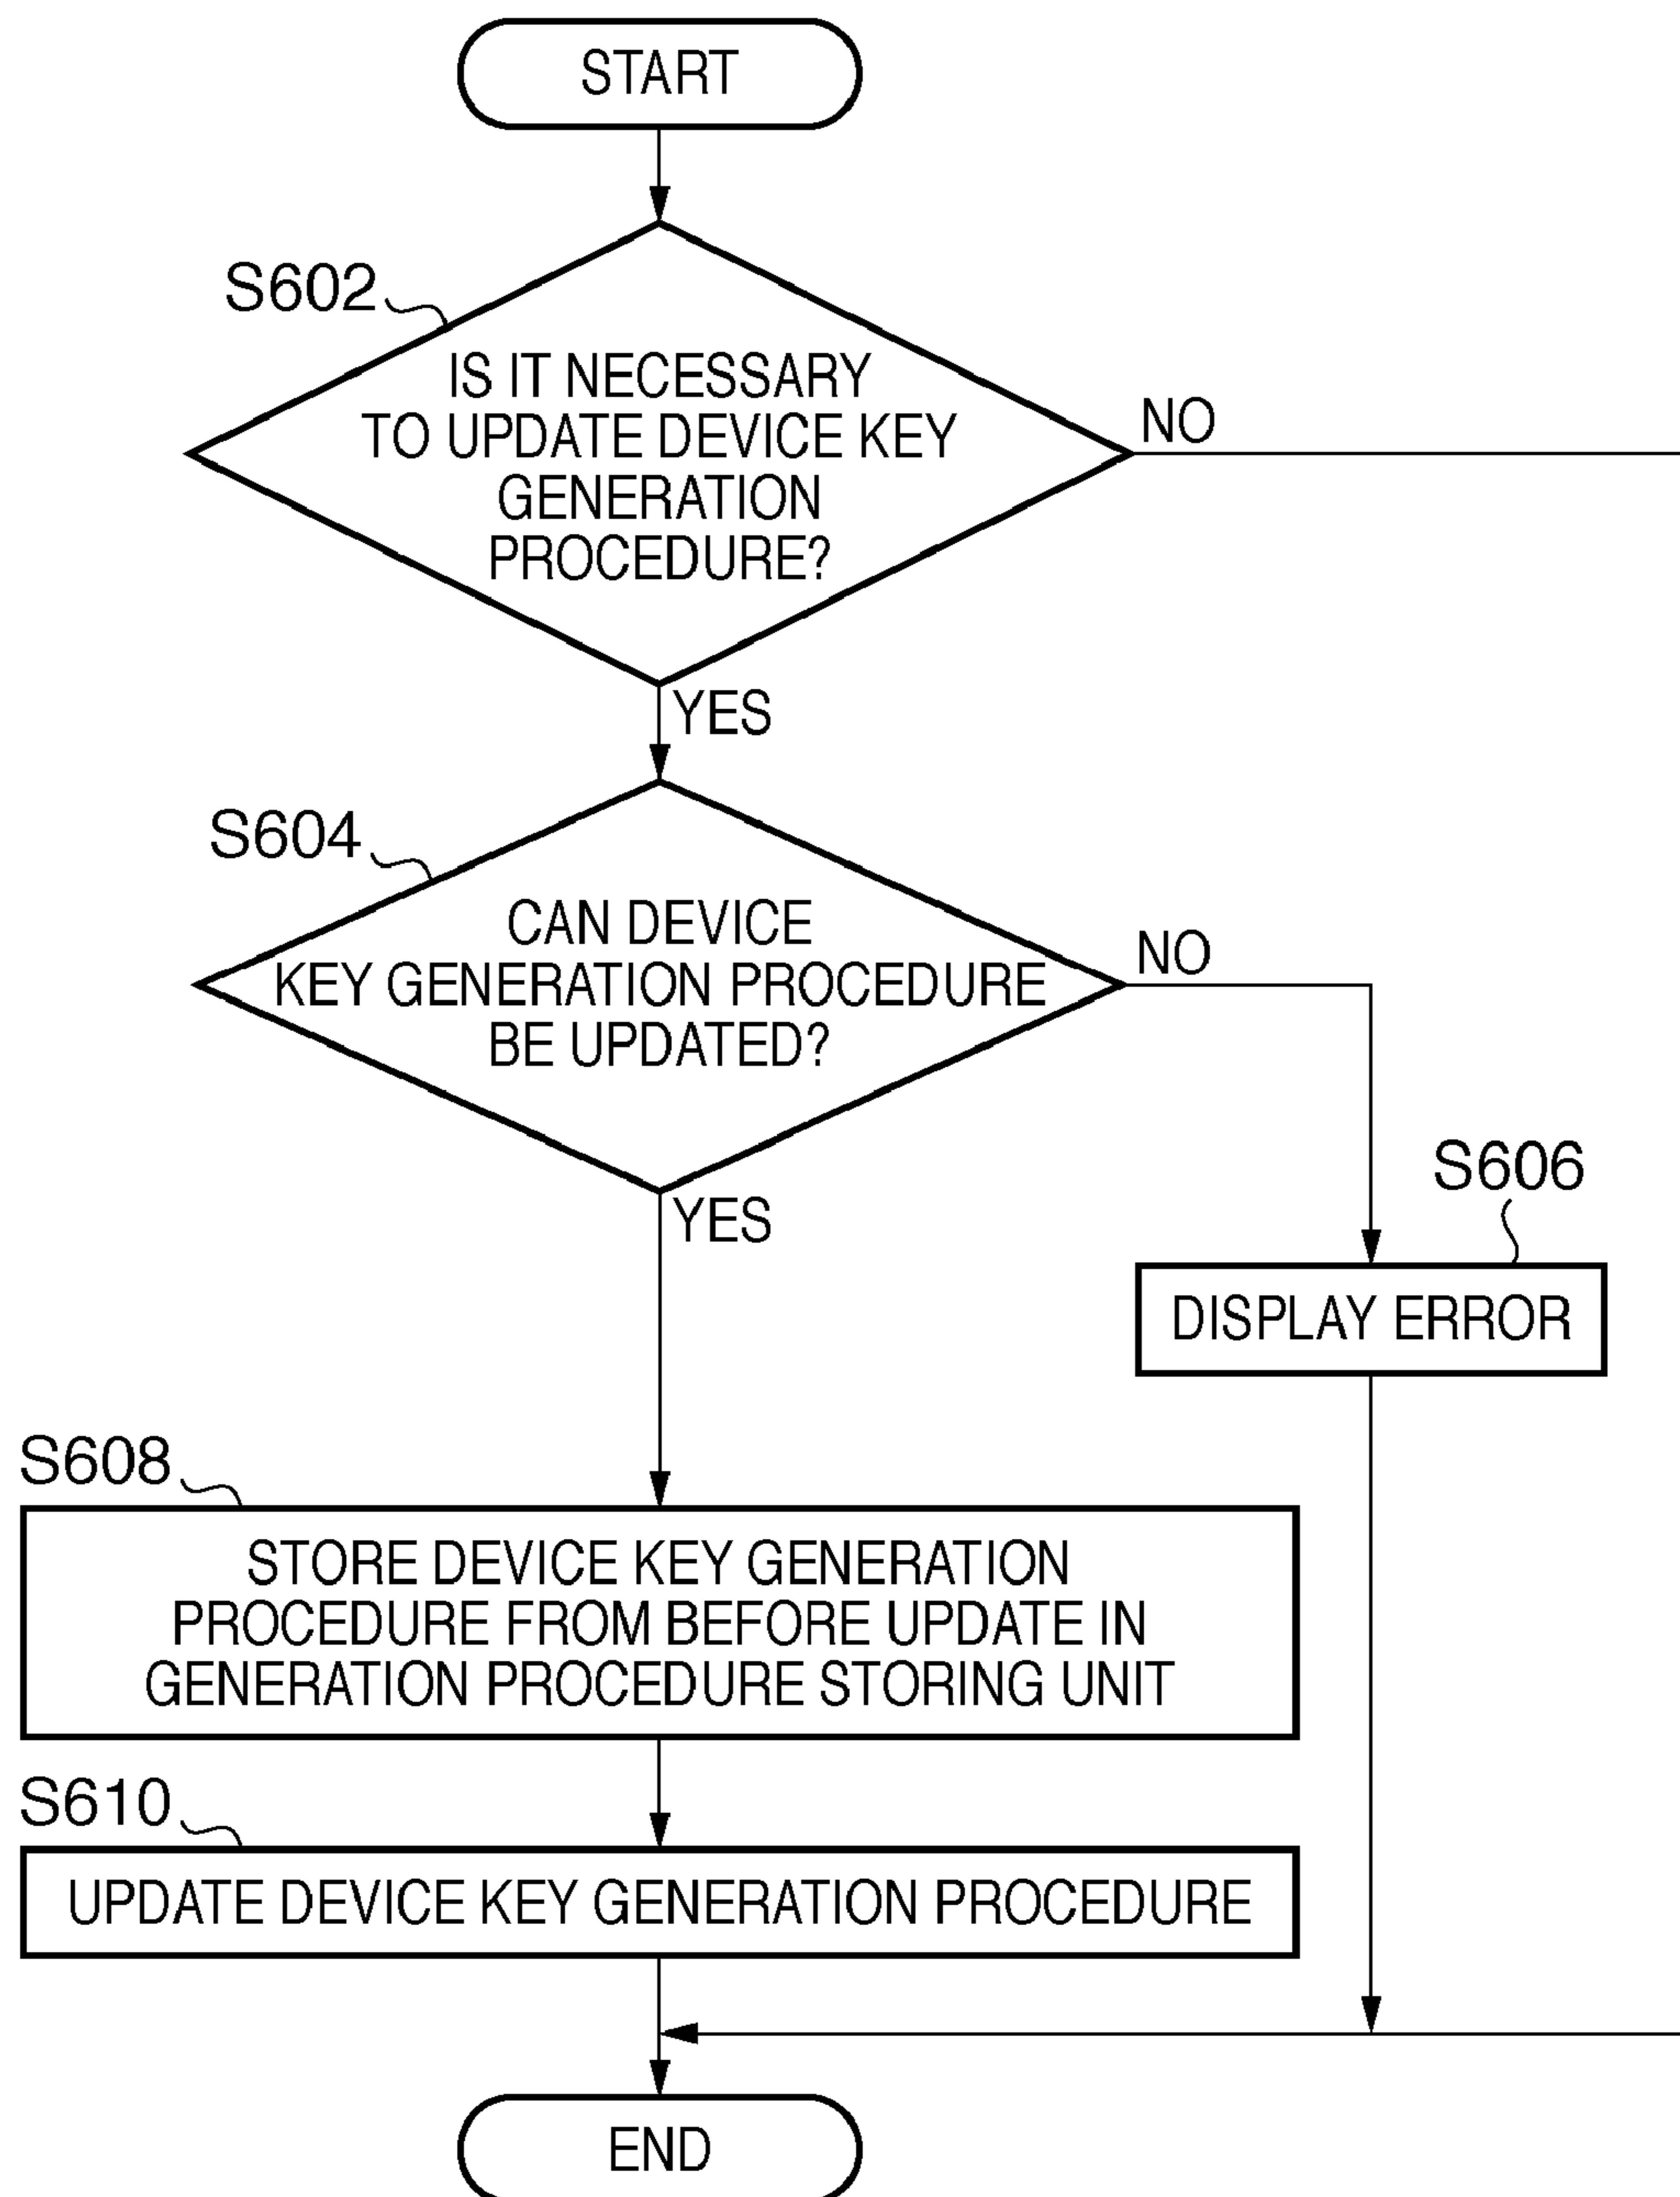 START
S602
IS IT NECESSARY
TO UPDATE DEVICE KEY
GENERATION
PROCEDURE?
NO
YES
S604
CAN DEVICE
KEY GENERATION PROCEDURE
BE UPDATED?
NO
YES
S606
DISPLAY ERROR
S608
STORE DEVICE KEY GENERATION
PROCEDURE FROM BEFORE UPDATE IN
GENERATION PROCEDURE STORING UNIT
S610
UPDATE DEVICE KEY GENERATION PROCEDURE
END